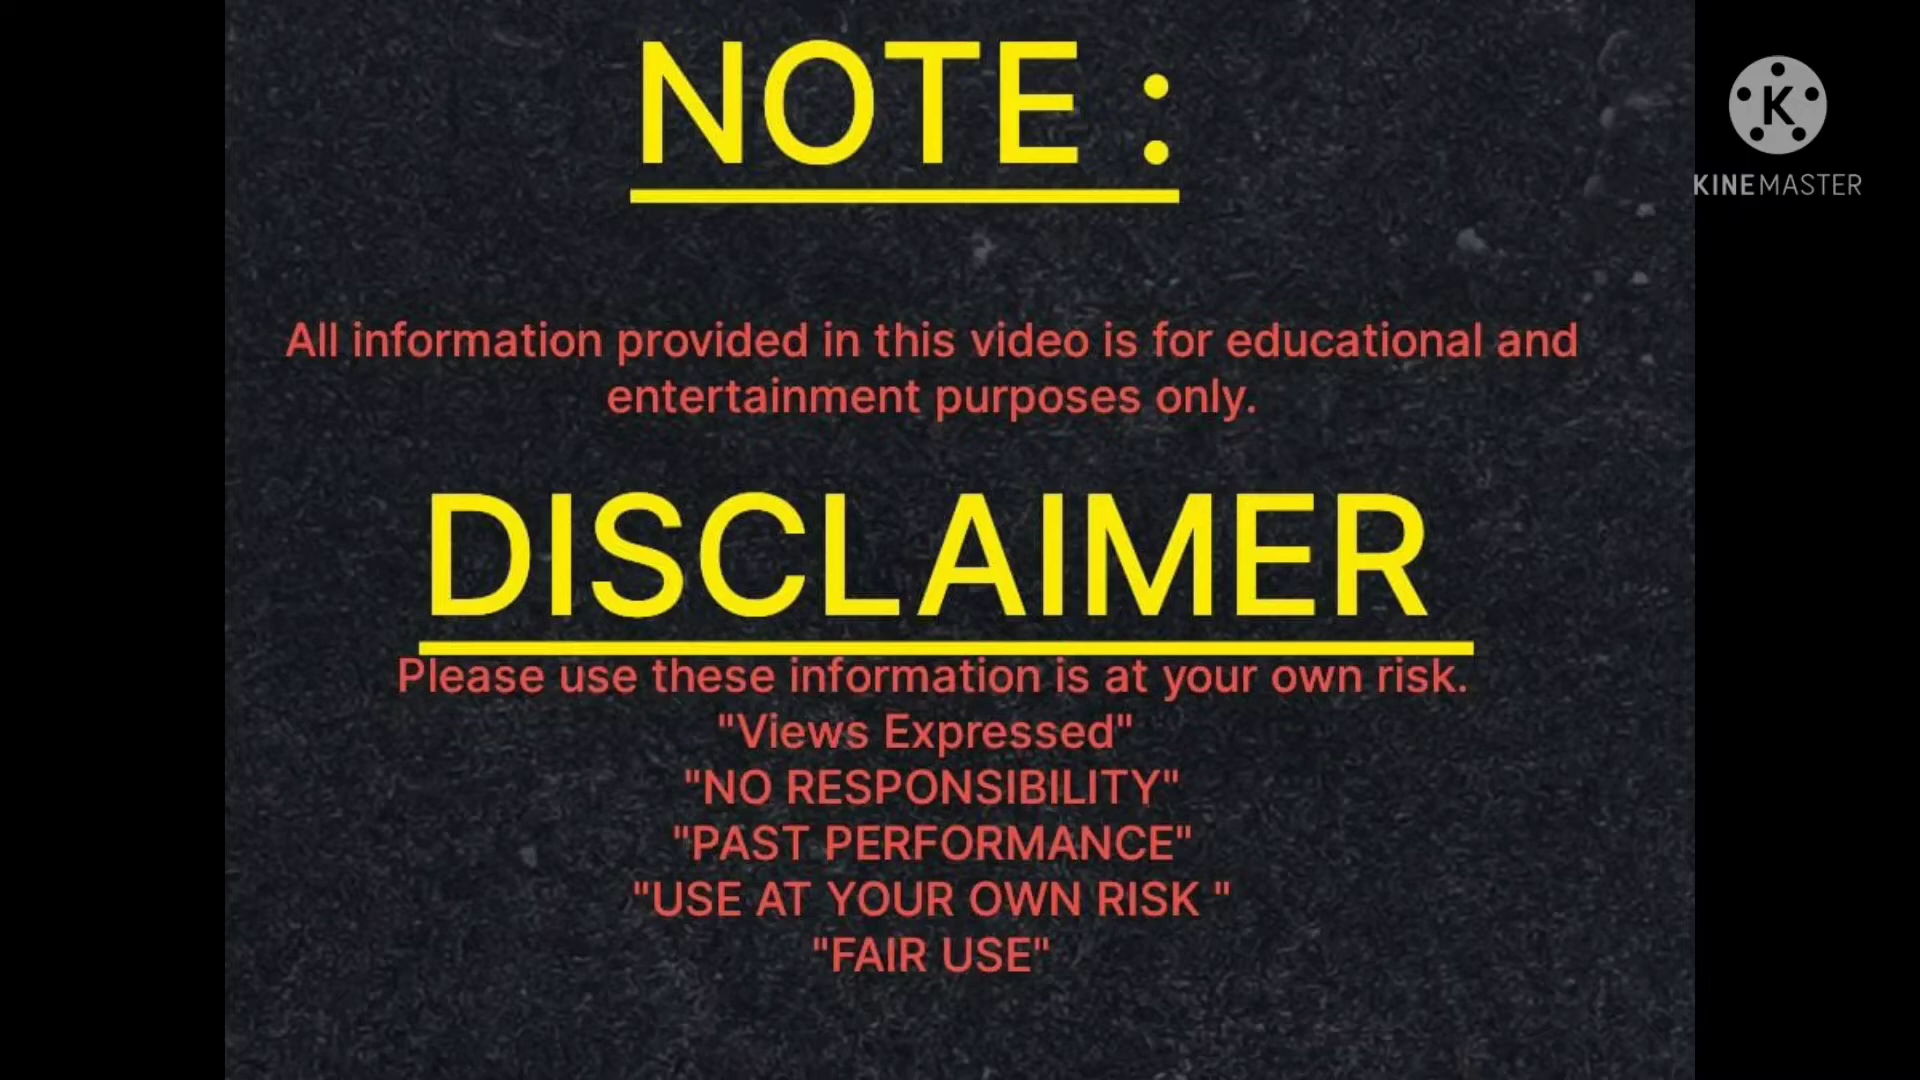 NOTE :
K
KINEMASTER
All information provided in this video is for educational and
entertainment purposes only.
DISCLAIMER
Please use these information is at your own risk.
"Views Expressed"
"NO RESPONSIBILITY"
"PAST PERFORMANCE"
"USE AT YOUR OWN RISK "
"FAIR USE"